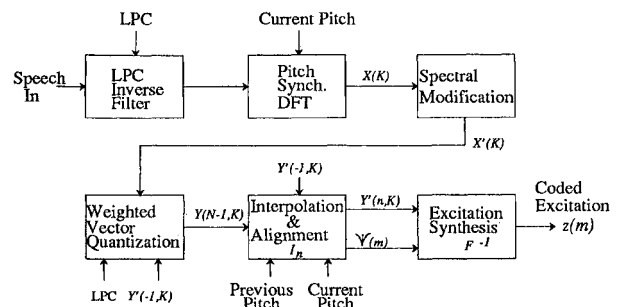 LPC
Current Pitch
Speech
In
LPC
Inverse
Filter
Pitch
Synch.
DFT
X(K)
Spectral
Modification
X'(K)
Y'(-1,K)
Weighted
Vector
Quantization
Y(N-1,K)
Interpolation
&
Alignment
I_n
Y'(n,K)
Ψ(m)
Excitation
Synthesis
F -1
Coded
Excitation
z(m)
LPC
Y'(-1,K)
Previous
Pitch
Current
Pitch